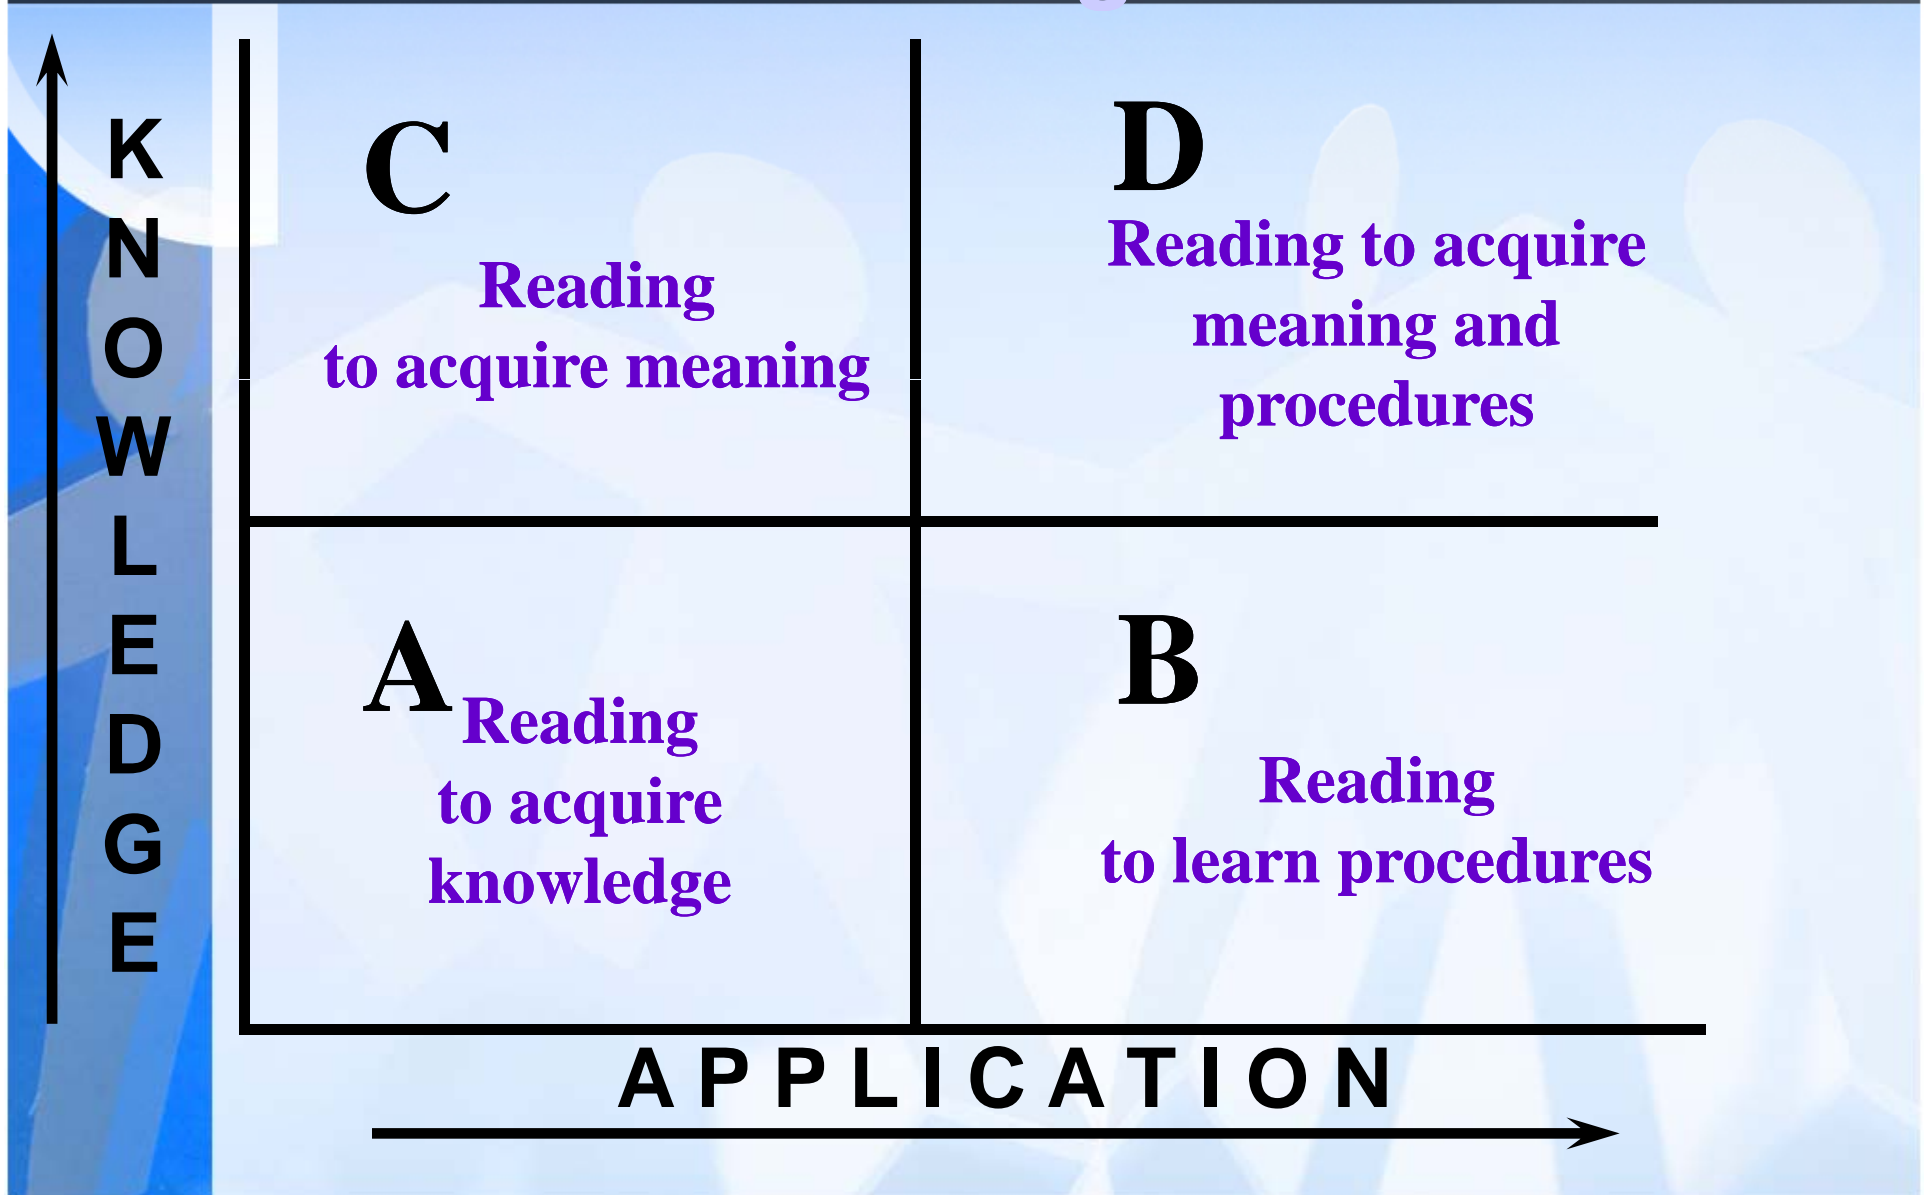 KNOWLEDGE
C
Reading
to acquire meaning
D
Reading to acquire
meaning and
procedures
A
Reading
to acquire
knowledge
B
Reading
to learn procedures
APPLICATION